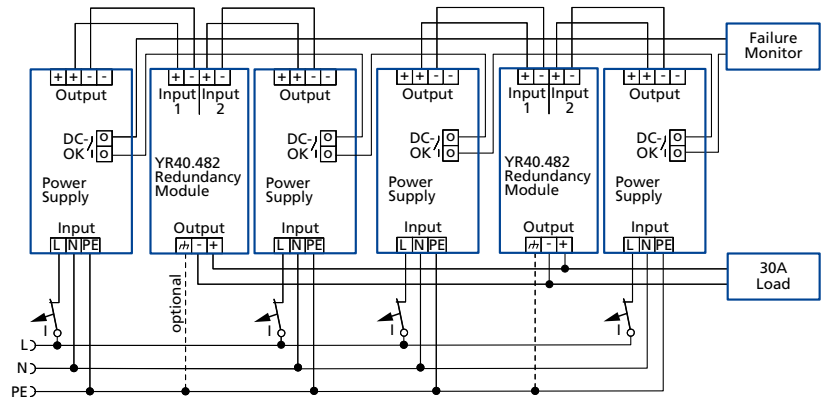 Failure
Monitor
+ + - -
Output
DC-
OK
Power
Supply
Input
L N PE
+ - + -
Input Input
1 2
YR40.482
Redundancy
Module
Output
- +
optional
+ + - -
Output
DC-
OK
Power
Supply
Input
L N PE
+ + - -
Output
DC-
OK
Power
Supply
Input
L N PE
+ - + -
Input Input
1 2
YR40.482
Redundancy
Module
Output
- +
+ + - -
Output
DC-
OK
Power
Supply
Input
L N PE
30A
Load
I
I
I
I
L
N
PE